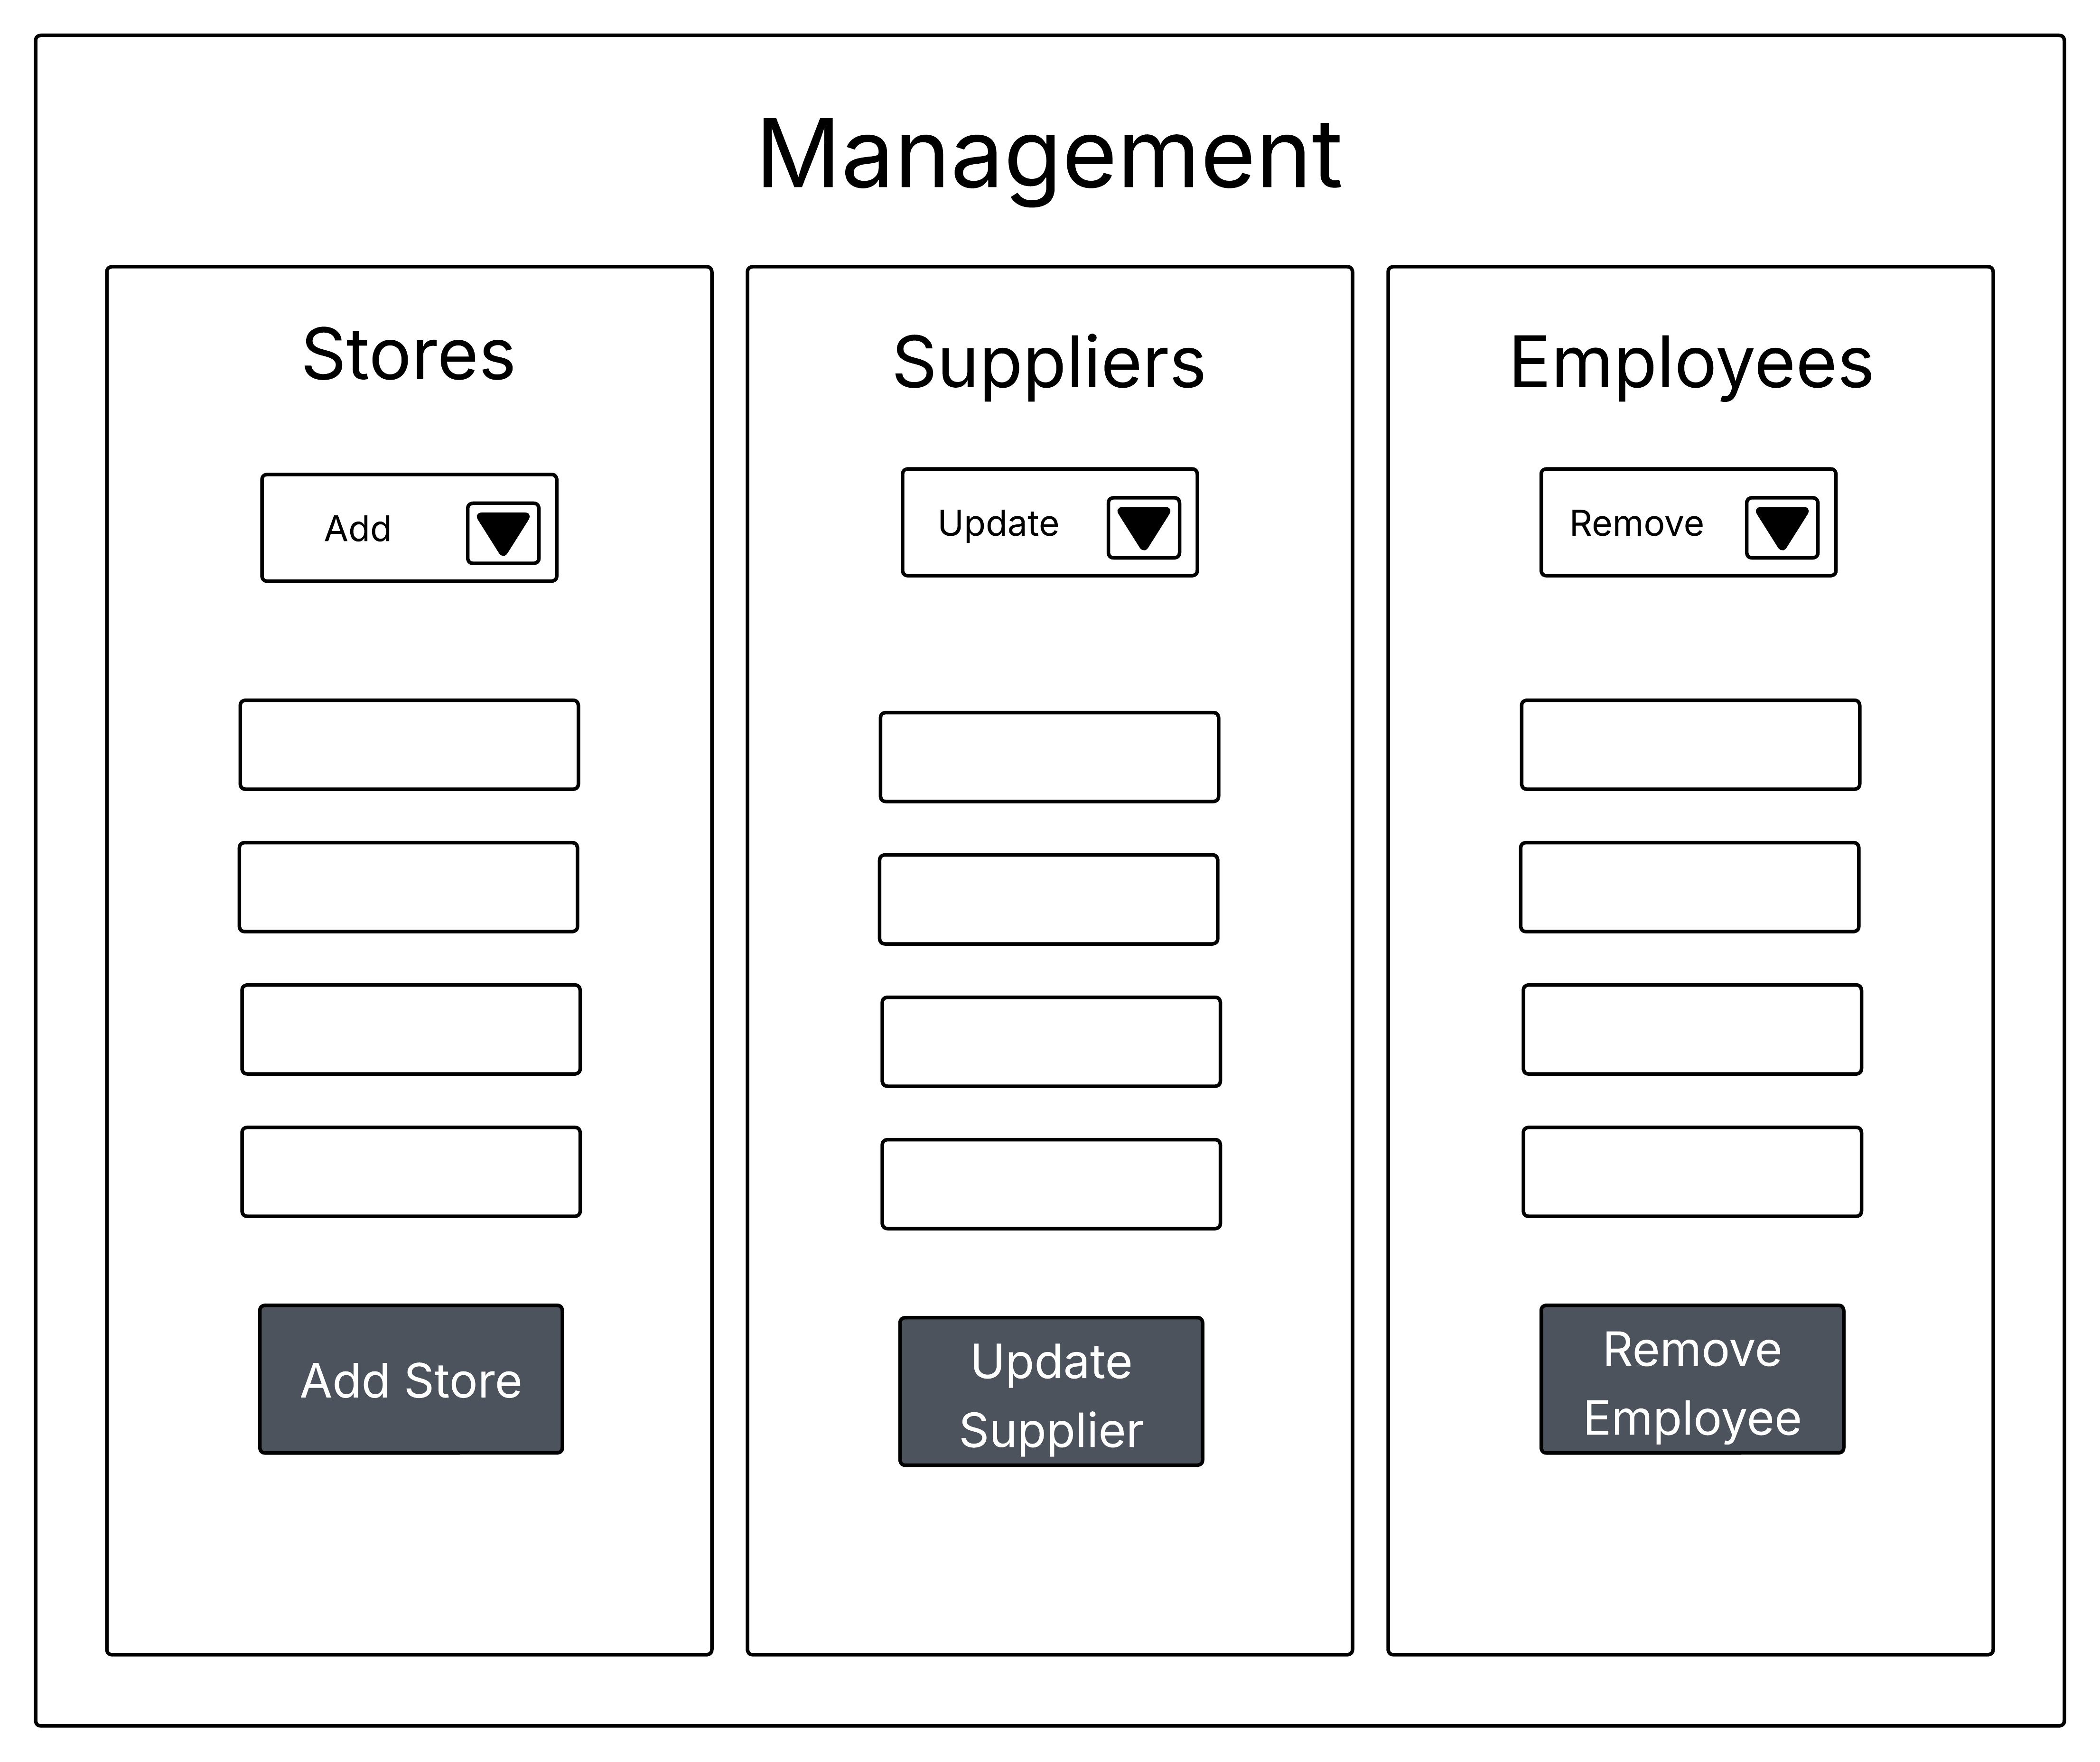 Management
Stores
Add
Add Store
Suppliers
Update
Update
Supplier
Employees
Remove
Remove
Employee